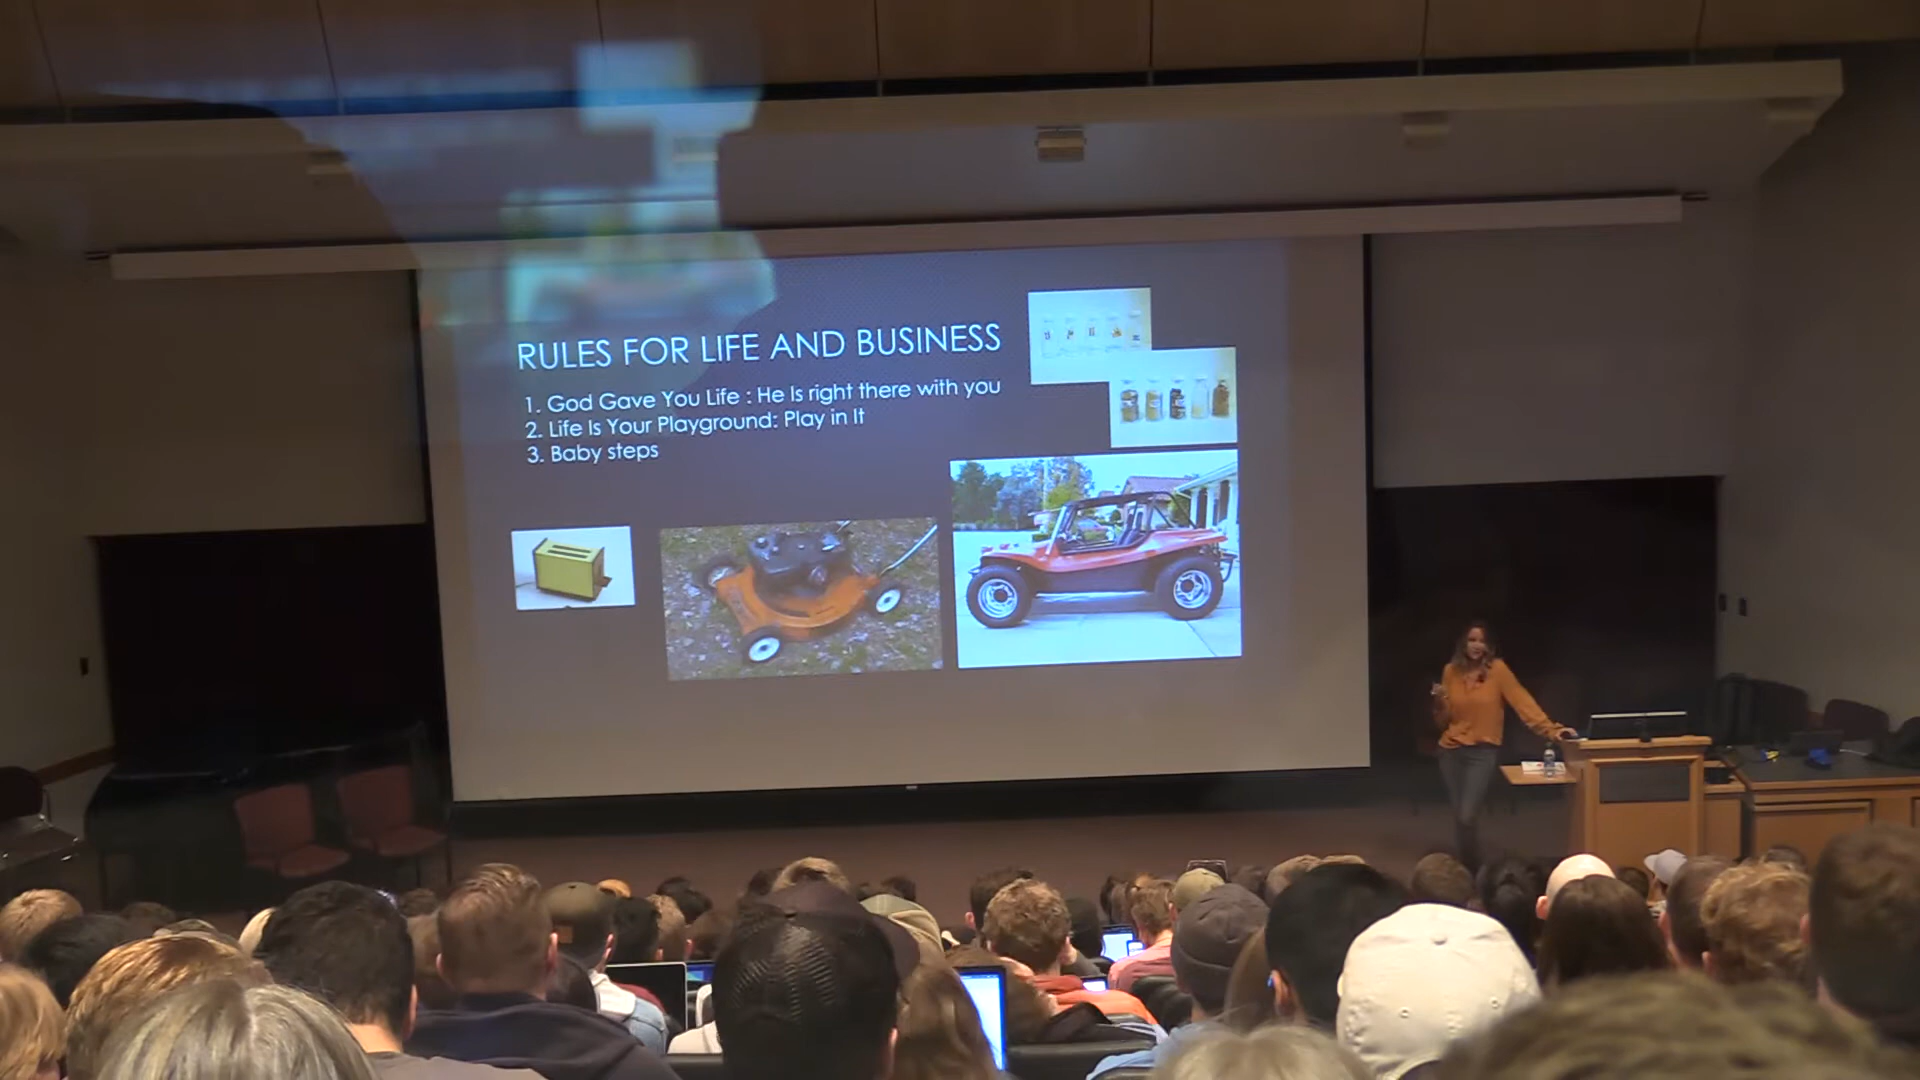 RULES FOR LIFE AND BUSINESS
1. God Gave You Life : He Is right there with you
2. Life Is Your Playground: Play in It
3. Baby steps